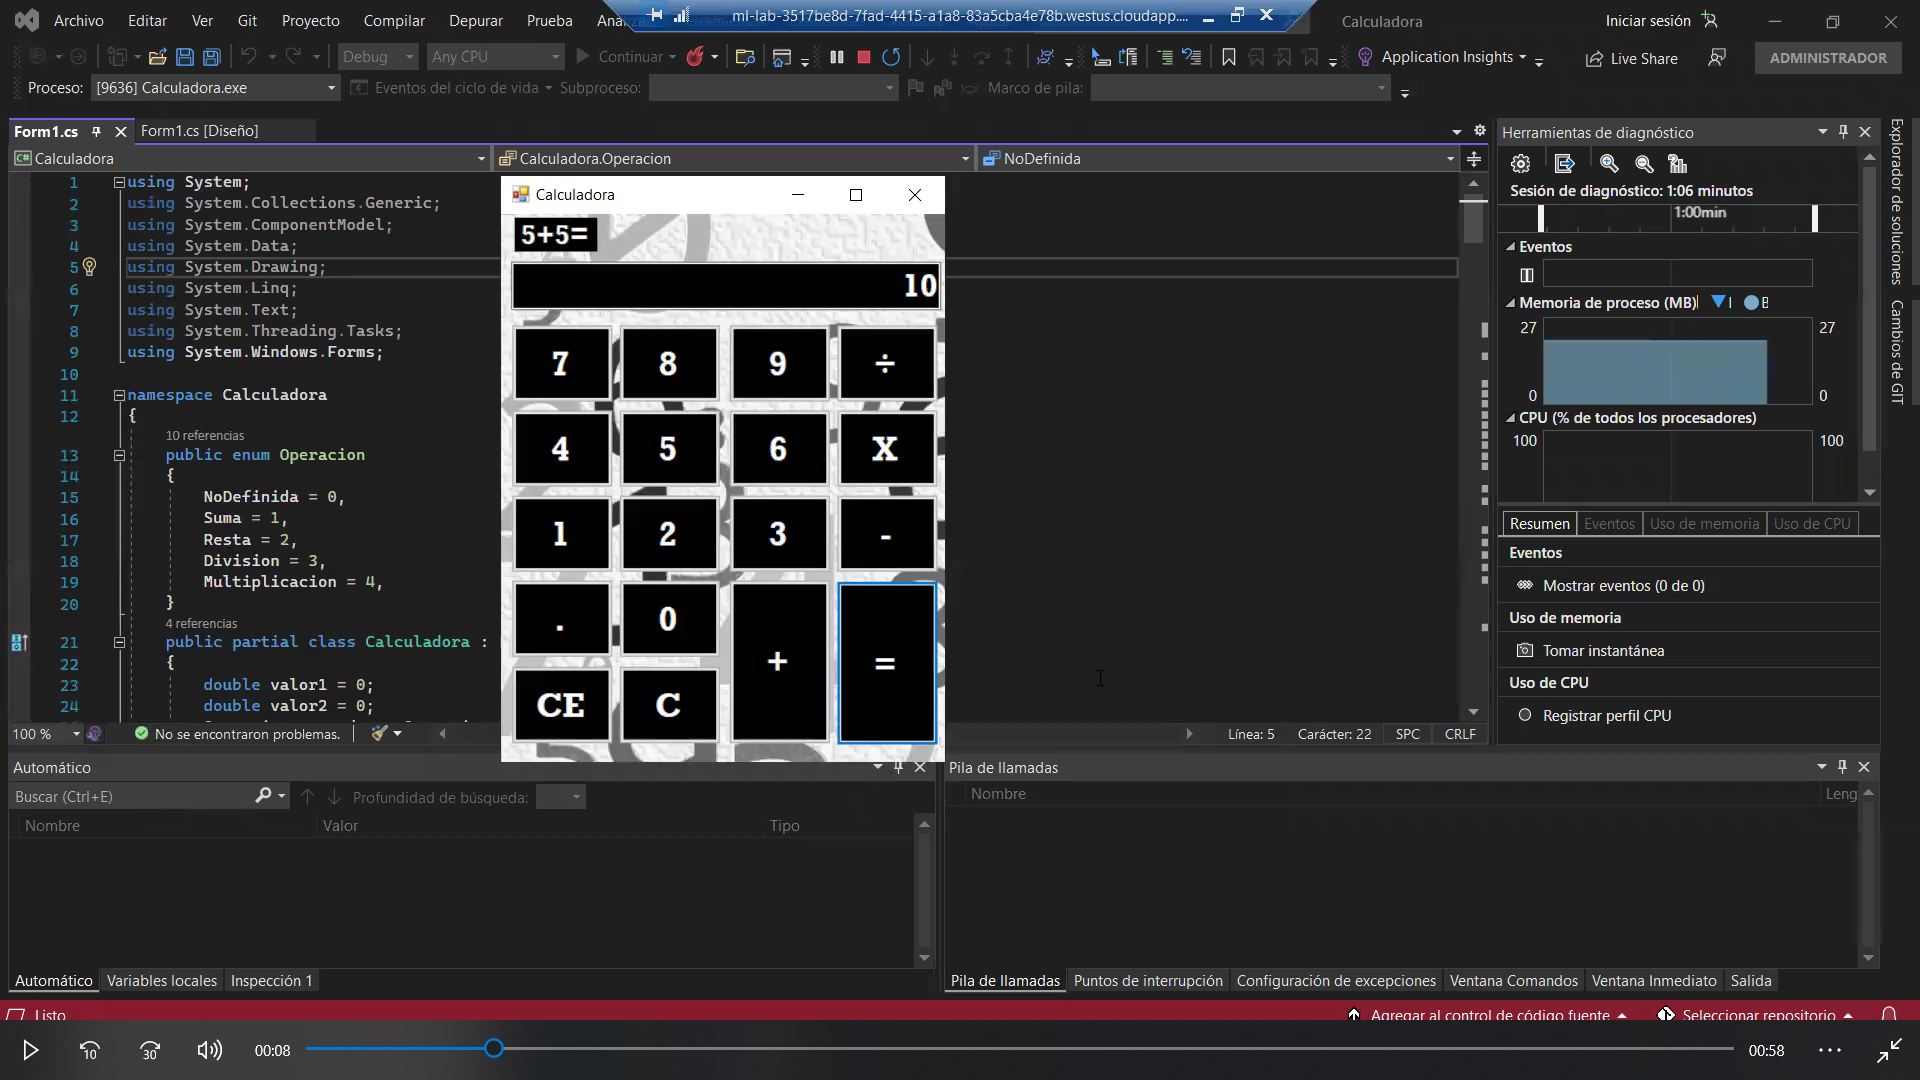 Archivo Editar Ver Git Proyecto Compilar Depurar Prueba ml-lab-3517be8d-7fad-4415-a1a8-83a5cba4e78b.westus.cloudapp.... Calculadora Iniciar sesión
Debug Any CPU Continuar Application Insights Live Share ADMINISTRADOR
Proceso: [9636] Calculadora.exe Eventos del ciclo de vida Subproceso: Marco de pila:
Form1.cs Form1.cs [Diseño]
Calculadora Calculadora.Operacion NoDefinida
1 using System;
2 using System.Collections.Generic;
3 using System.ComponentModel;
4 using System.Data;
5 using System.Drawing;
6 using System.Linq;
7 using System.Text;
8 using System.Threading.Tasks;
9 using System.Windows.Forms;
10
11 namespace Calculadora
12 {
10 referencias
13 public enum Operacion
14 {
15 NoDefinida = 0,
16 Suma = 1,
17 Resta = 2,
18 Division = 3,
19 Multiplicacion = 4,
20 }
4 referencias
21 public partial class Calculadora :
22 {
23 double valor1 = 0;
24 double valor2 = 0;
100 % No se encontraron problemas. Línea: 5 Carácter: 22 SPC CRLF
Calculadora
5+5=
10
7 8 9 ÷
4 5 6 X
1 2 3 -
. 0 + =
CE C
Herramientas de diagnóstico
Sesión de diagnóstico: 1:06 minutos
1:00min
Eventos
Memoria de proceso (MB)
27 27
0 0
CPU (% de todos los procesadores)
100 100
Resumen Eventos Uso de memoria Uso de CPU
Eventos
Mostrar eventos (0 de 0)
Uso de memoria
Tomar instantánea
Uso de CPU
Registrar perfil CPU
Explorador de soluciones
Cambios de GIT
Automático
Buscar (Ctrl+E) Profundidad de búsqueda:
Nombre Valor Tipo
Automático Variables locales Inspección 1
Pila de llamadas
Nombre Leng
Pila de llamadas Puntos de interrupción Configuración de excepciones Ventana Comandos Ventana Inmediato Salida
Listo Agregar al control de código fuente Seleccionar repositorio
10 30 00:08 00:58